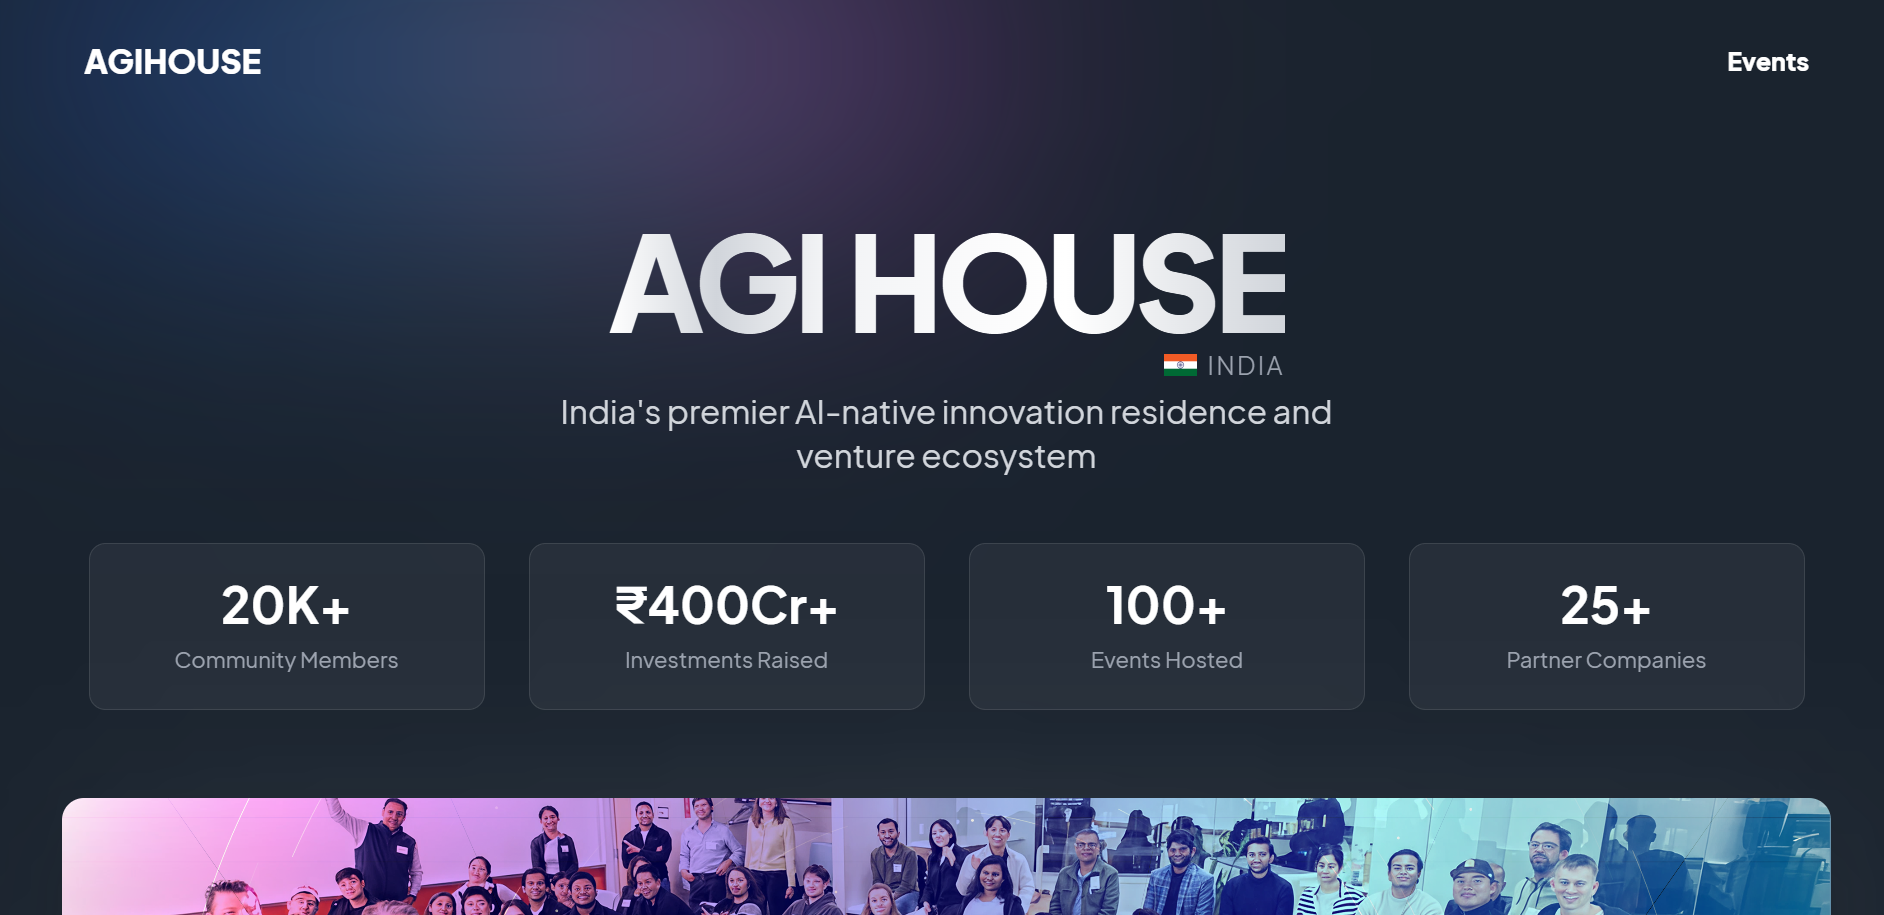 AGIHOUSE
Events
AGI HOUSE
INDIA
India's premier AI-native innovation residence and
venture ecosystem
20K+
Community Members
₹400Cr+
Investments Raised
100+
Events Hosted
25+
Partner Companies